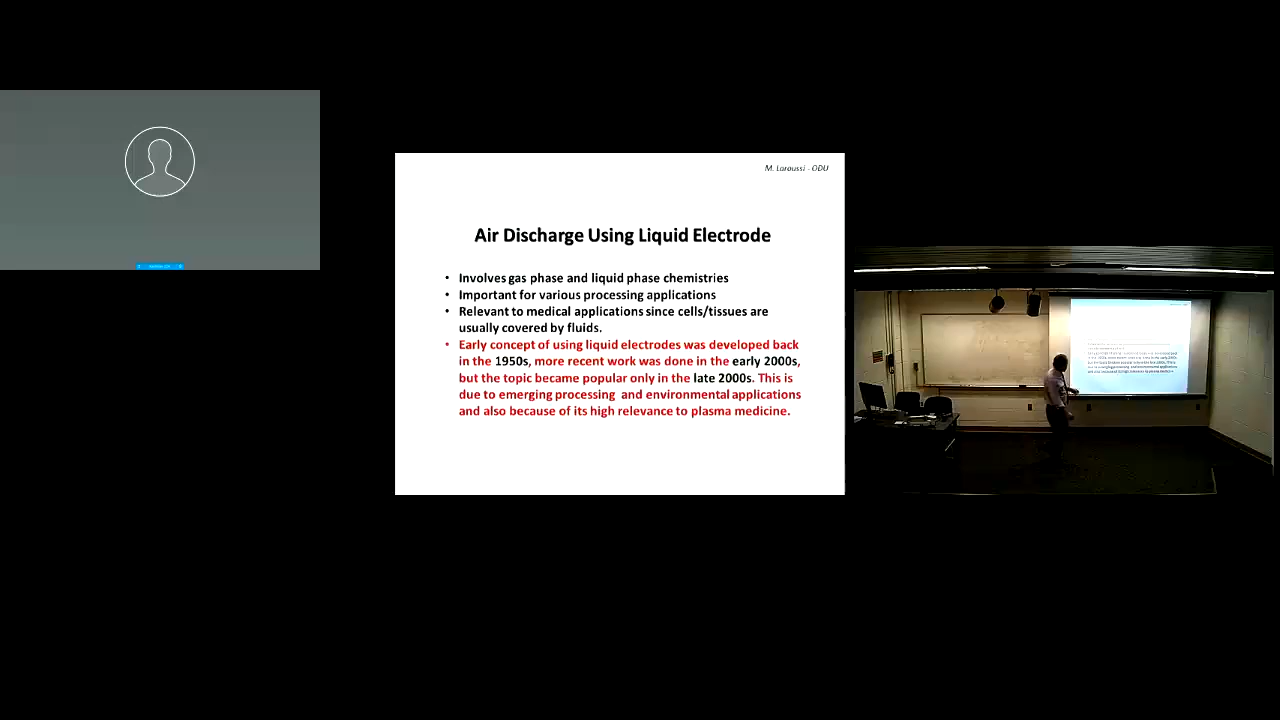 M. Laroussi - ODU
Air Discharge Using Liquid Electrode
• Involves gas phase and liquid phase chemistries
• Important for various processing applications
• Relevant to medical applications since cells/tissues are
usually covered by fluids.
• Early concept of using liquid electrodes was developed back
in the 1950s, more recent work was done in the early 2000s,
but the topic became popular only in the late 2000s. This is
due to emerging processing and environmental applications
and also because of its high relevance to plasma medicine.